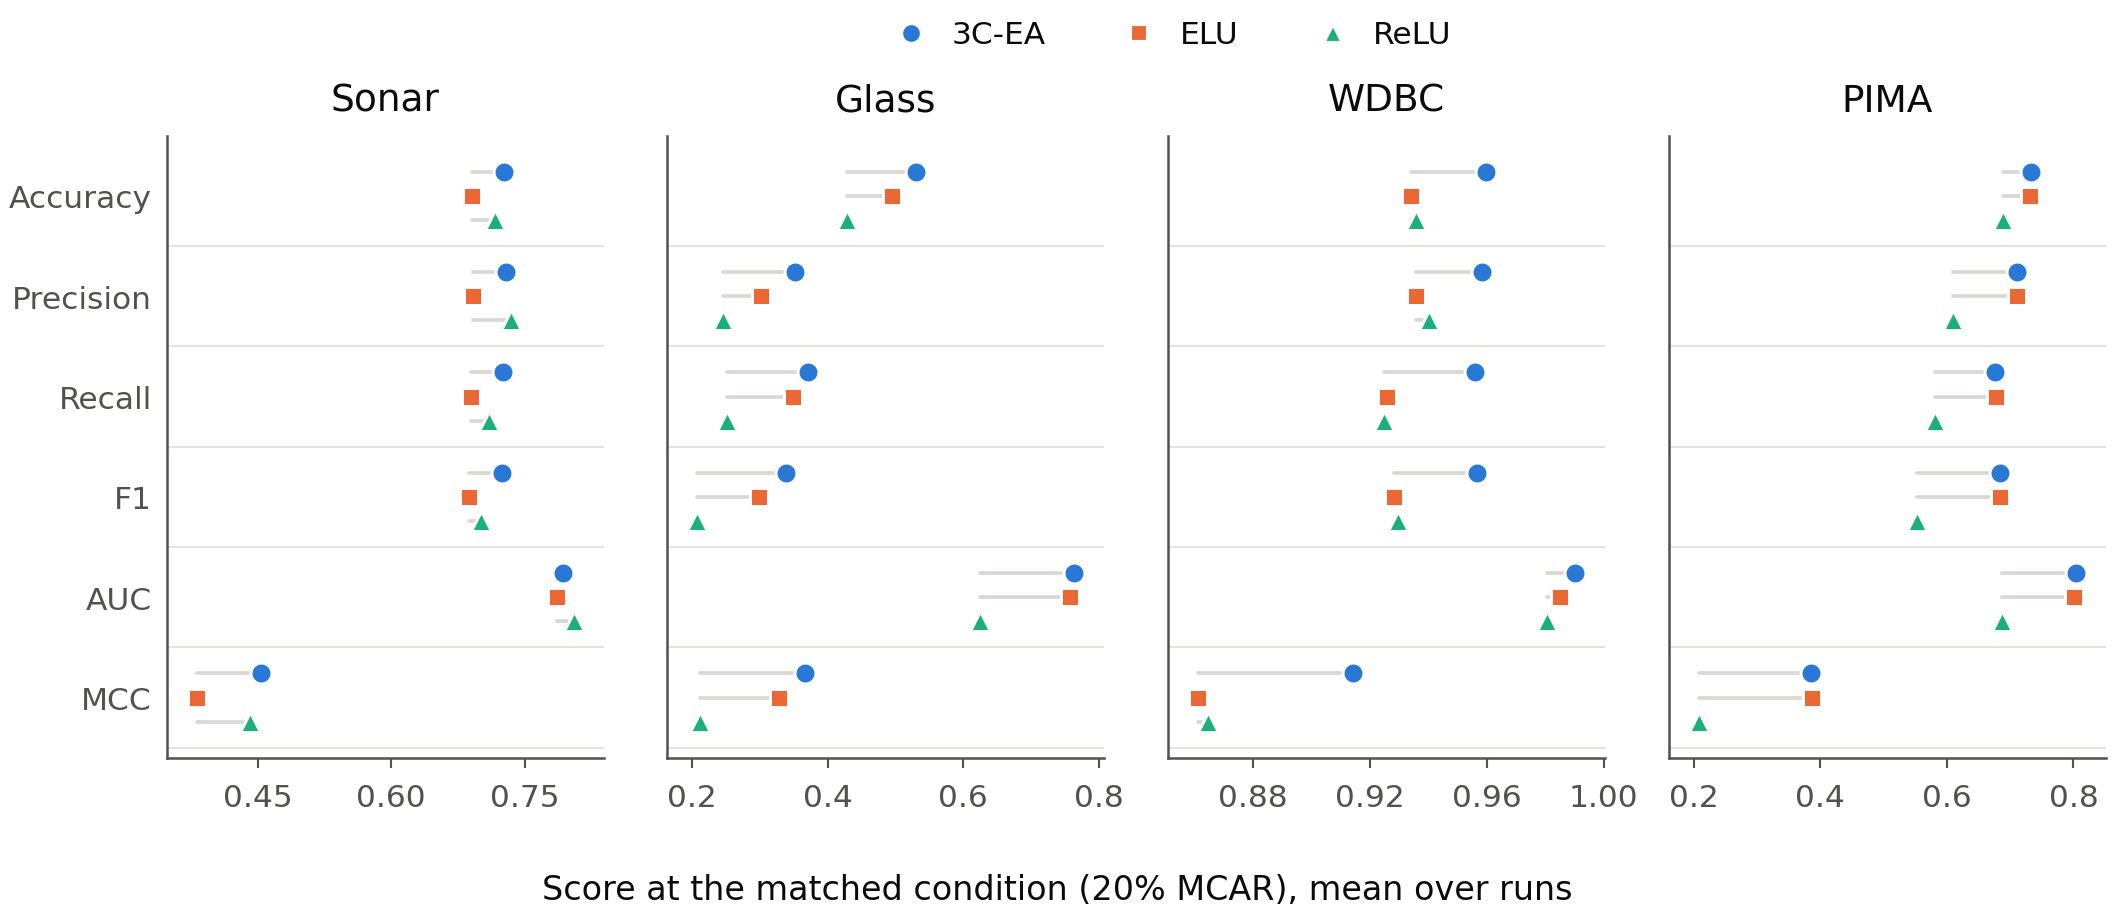 3C-EA ELU ReLU
Sonar Glass WDBC PIMA
Accuracy
Precision
Recall
F1
AUC
MCC
0.45 0.60 0.75 0.2 0.4 0.6 0.8 0.88 0.92 0.96 1.00 0.2 0.4 0.6 0.8
Score at the matched condition (20% MCAR), mean over runs